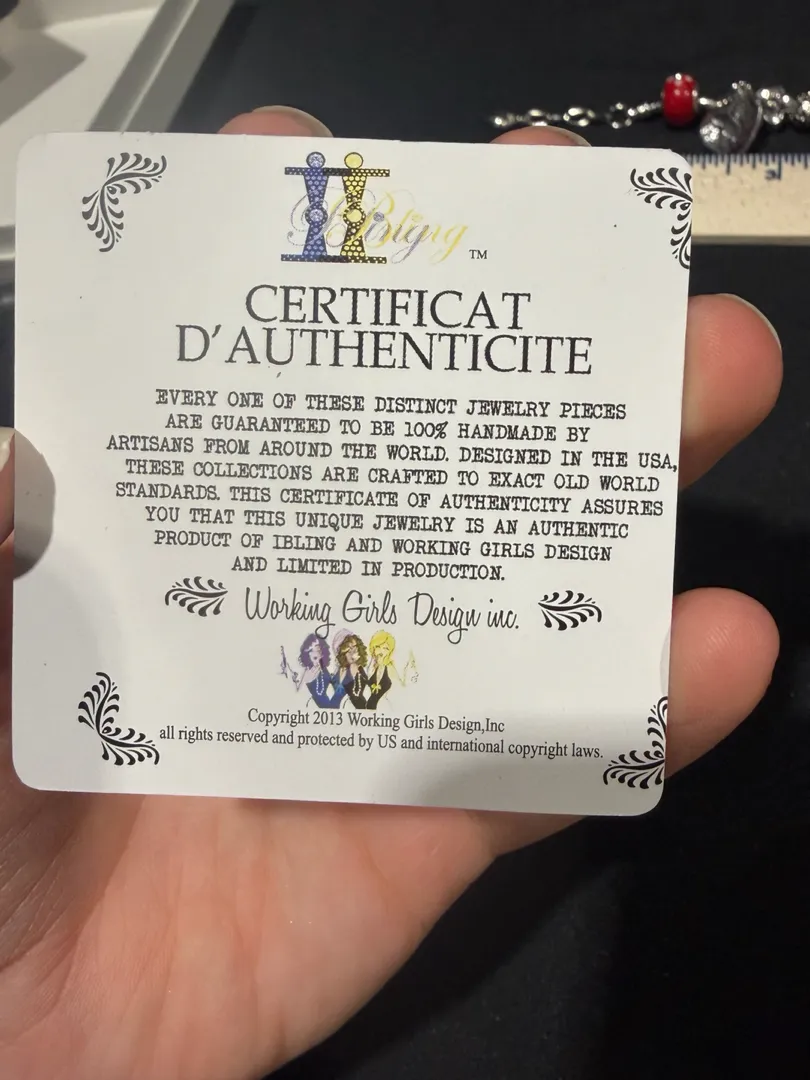 iBling
TM
CERTIFICAT
D'AUTHENTICITE
EVERY ONE OF THESE DISTINCT JEWELRY PIECES
ARE GUARANTEED TO BE 100% HANDMADE BY
ARTISANS FROM AROUND THE WORLD. DESIGNED IN THE USA,
THESE COLLECTIONS ARE CRAFTED TO EXACT OLD WORLD
STANDARDS. THIS CERTIFICATE OF AUTHENTICITY ASSURES
YOU THAT THIS UNIQUE JEWELRY IS AN AUTHENTIC
PRODUCT OF IBLING AND WORKING GIRLS DESIGN
AND LIMITED IN PRODUCTION.
Working Girls Design inc.
Copyright 2013 Working Girls Design,Inc
all rights reserved and protected by US and international copyright laws.
3